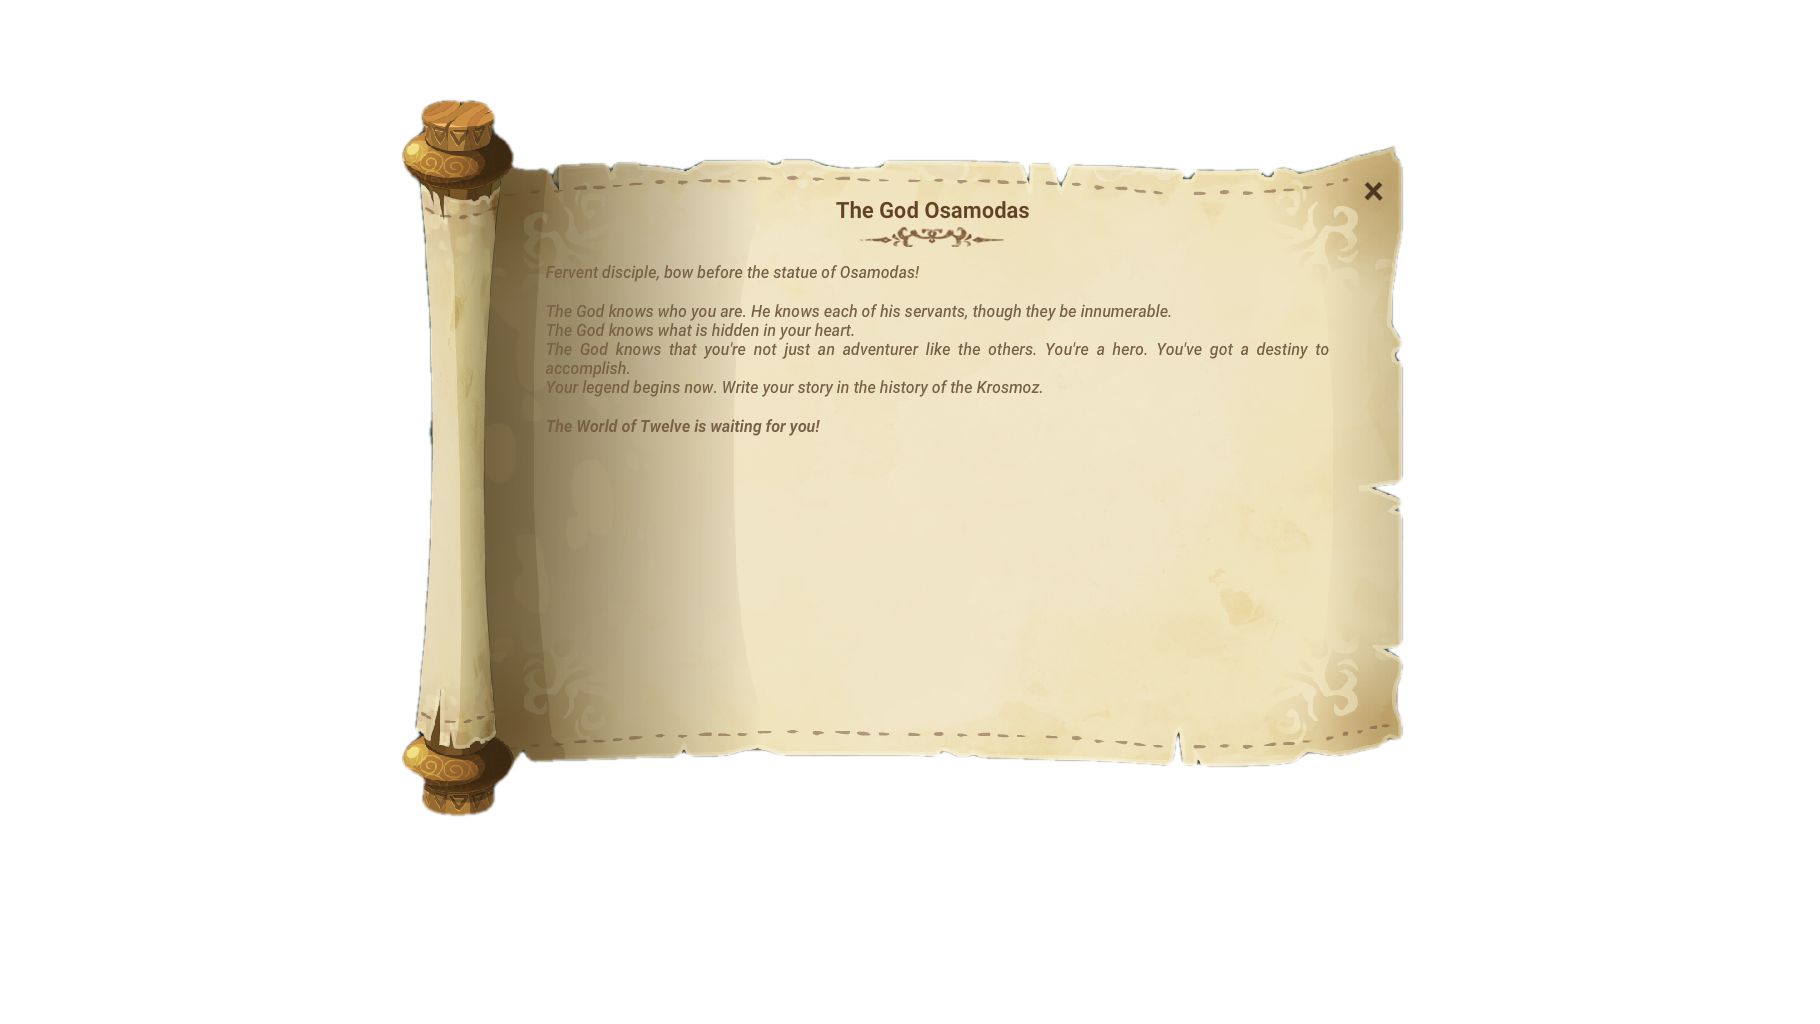 The God Osamodas
Fervent disciple, bow before the statue of Osamodas!
The God knows who you are. He knows each of his servants, though they be innumerable.
The God knows what is hidden in your heart.
The God knows that you're not just an adventurer like the others. You're a hero. You've got a destiny to
accomplish.
Your legend begins now. Write your story in the history of the Krosmoz.
The World of Twelve is waiting for you!